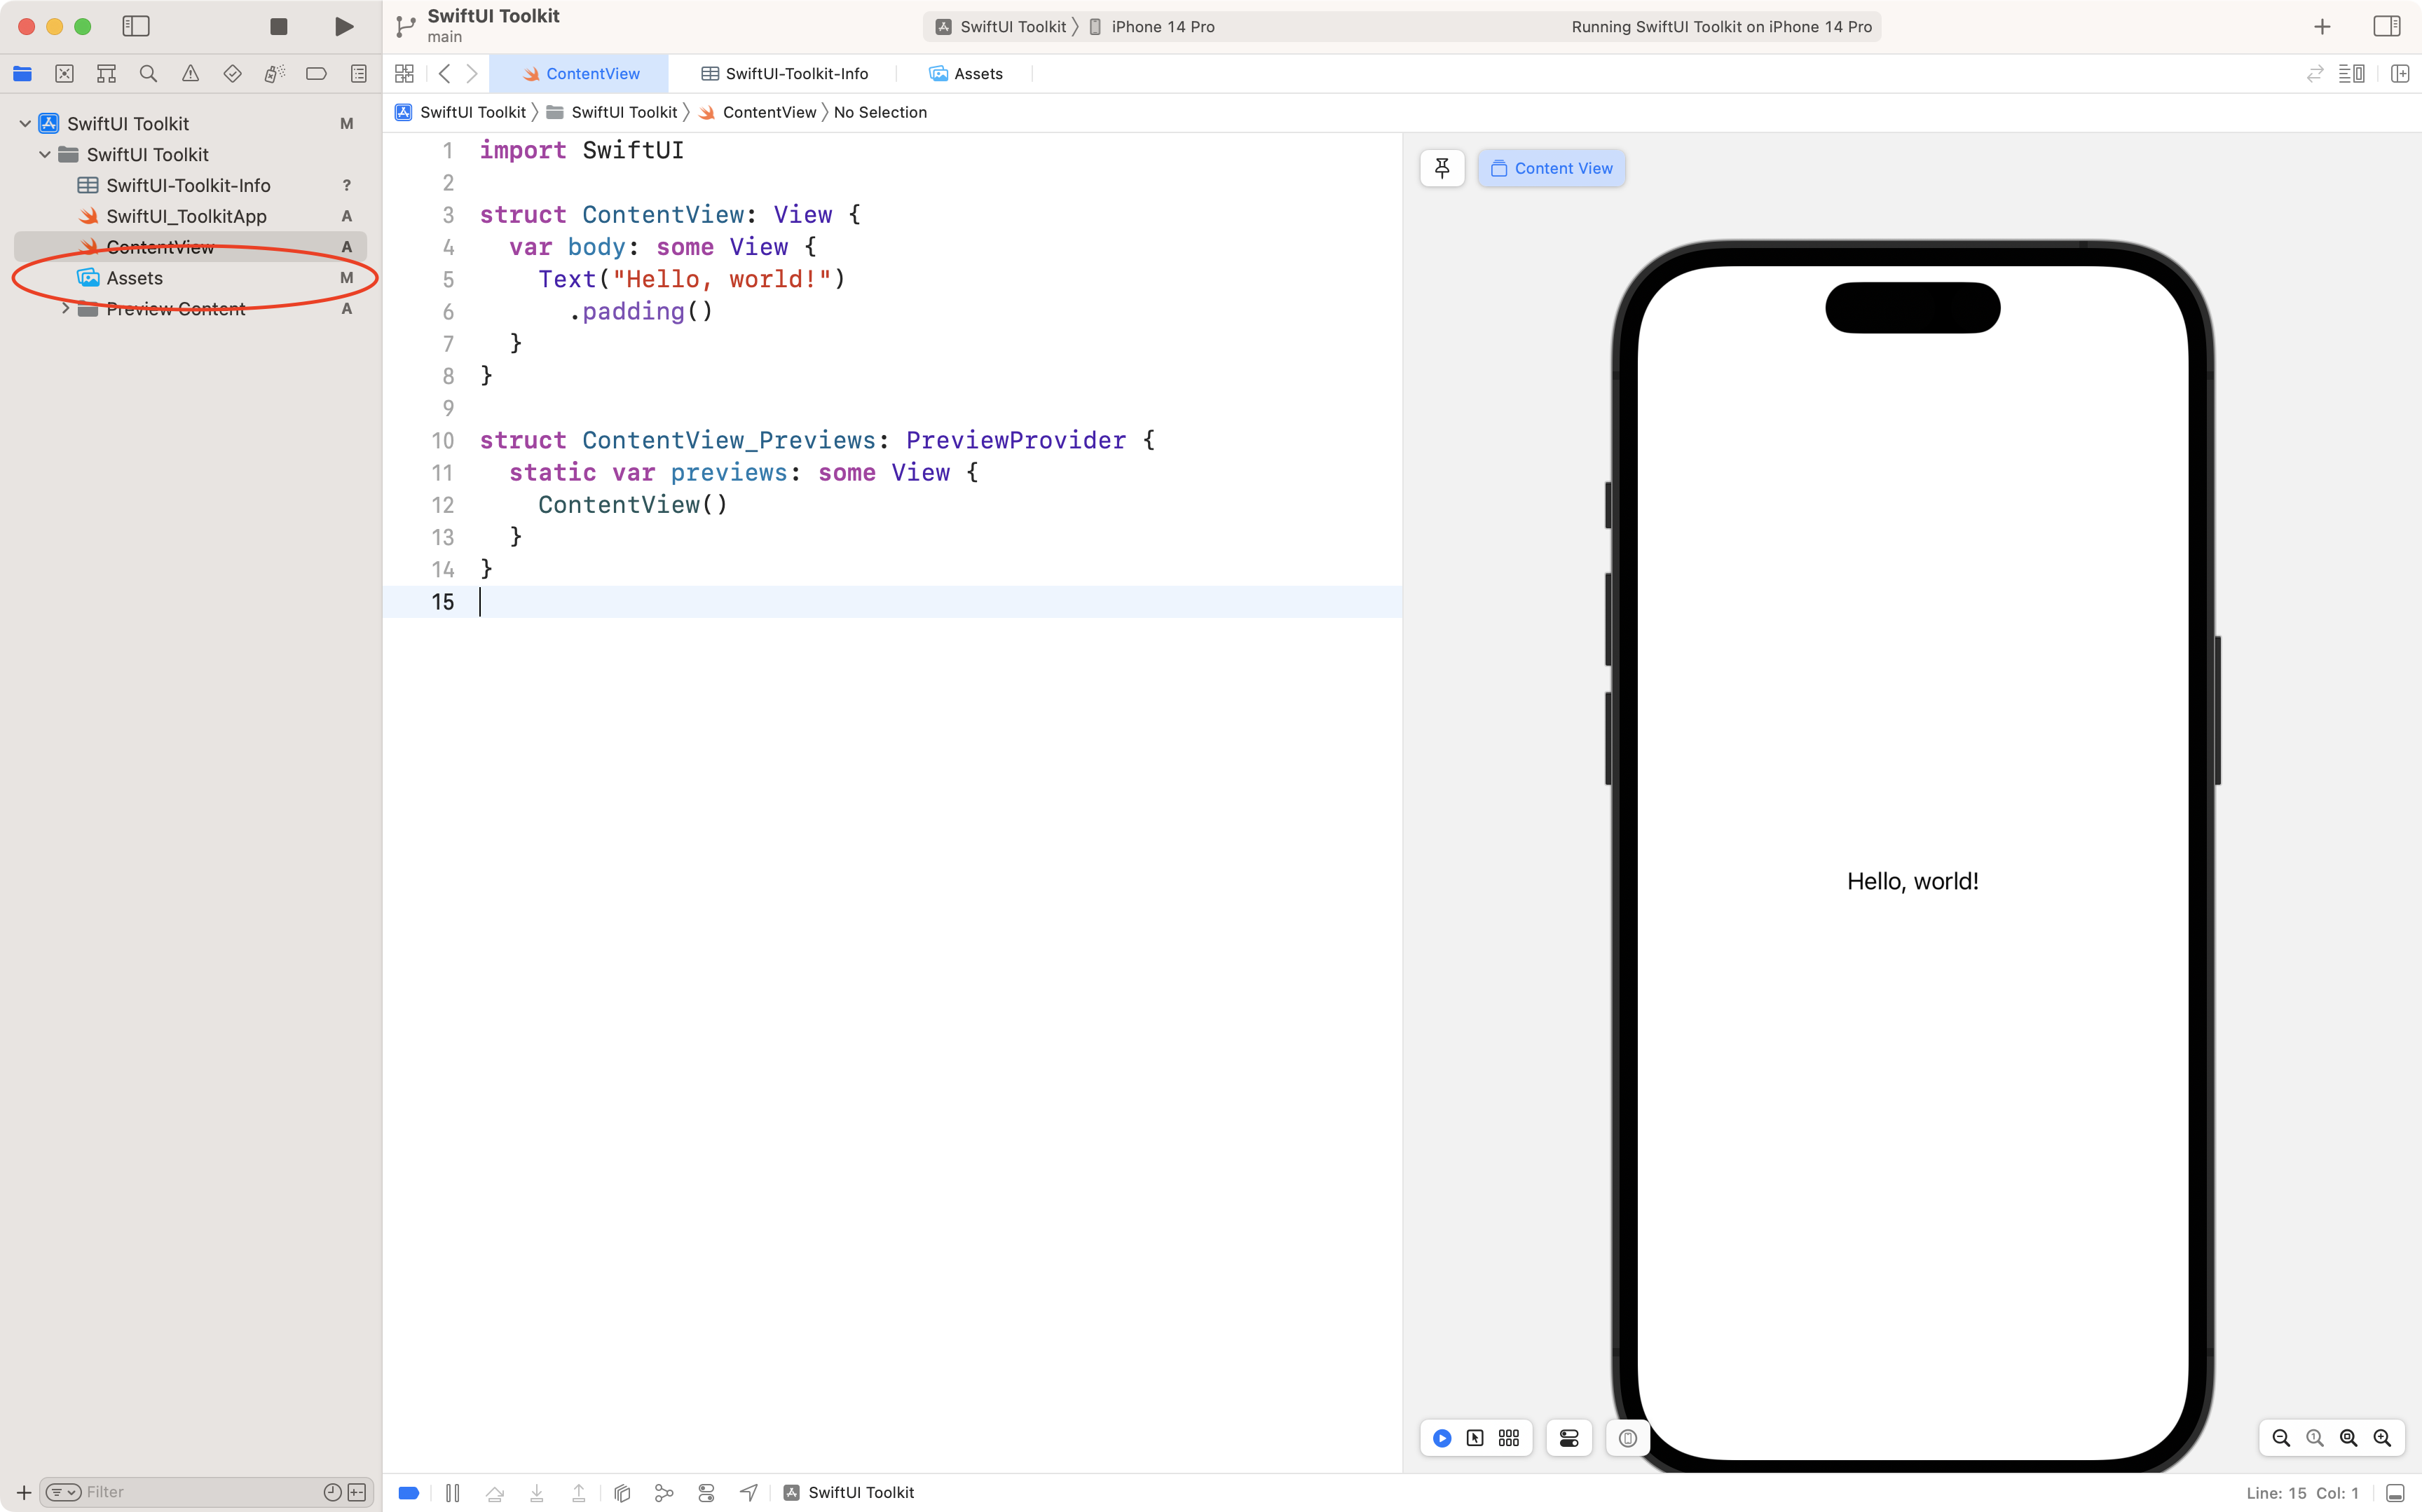 SwiftUI Toolkit
main
SwiftUI Toolkit
iPhone 14 Pro
Running SwiftUI Toolkit on iPhone 14 Pro
ContentView
SwiftUI-Toolkit-Info
Assets
SwiftUI Toolkit
SwiftUI Toolkit
ContentView
No Selection
SwiftUI Toolkit M
SwiftUI Toolkit
SwiftUI-Toolkit-Info ?
SwiftUI_ToolkitApp A
ContentView A
Assets M
Preview Content A
1 import SwiftUI
2
3 struct ContentView: View {
4 var body: some View {
5 Text("Hello, world!")
6 .padding()
7 }
8 }
9
10 struct ContentView_Previews: PreviewProvider {
11 static var previews: some View {
12 ContentView()
13 }
14 }
15
Content View
Hello, world!
Filter
SwiftUI Toolkit
Line: 15 Col: 1